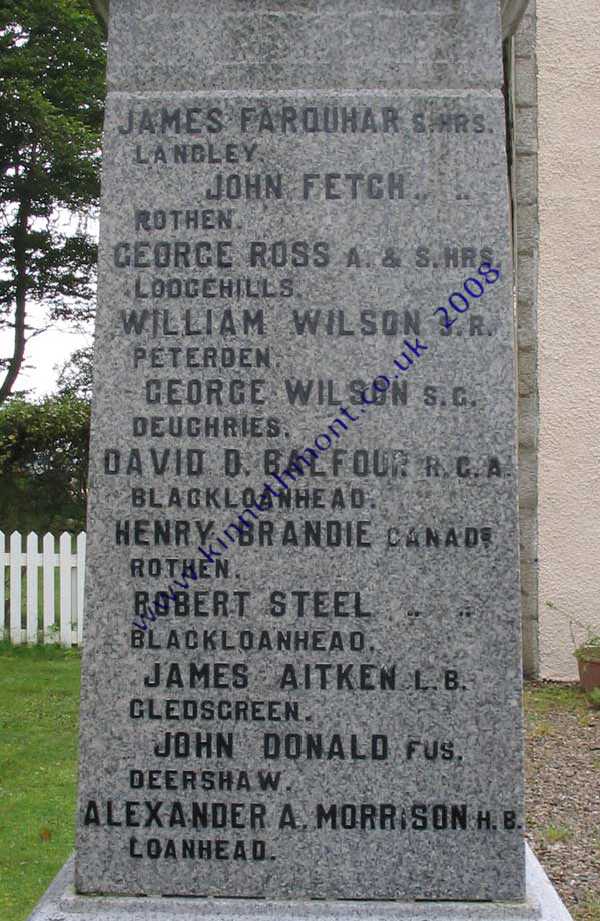 JAMES FARQUHAR S. HRS.
LANGLEY.
JOHN FETCH „ „
ROTHEN.
GEORGE ROSS A. & S. HRS.
LODGEHILLS.
WILLIAM WILSON S. R.
PETERDEN.
GEORGE WILSON S. G.
DEUCHRIES.
DAVID D. BALFOUR R. G. A.
BLACKLOANHEAD.
HENRY BRANDIE CANADS
ROTHEN.
ROBERT STEEL „ „
BLACKLOANHEAD.
JAMES AITKEN L. B.
GLEDSGREEN.
JOHN DONALD FUS.
DEERSHAW.
ALEXANDER A. MORRISON H. B.
LOANHEAD.
www.kinnethmont.co.uk 2008